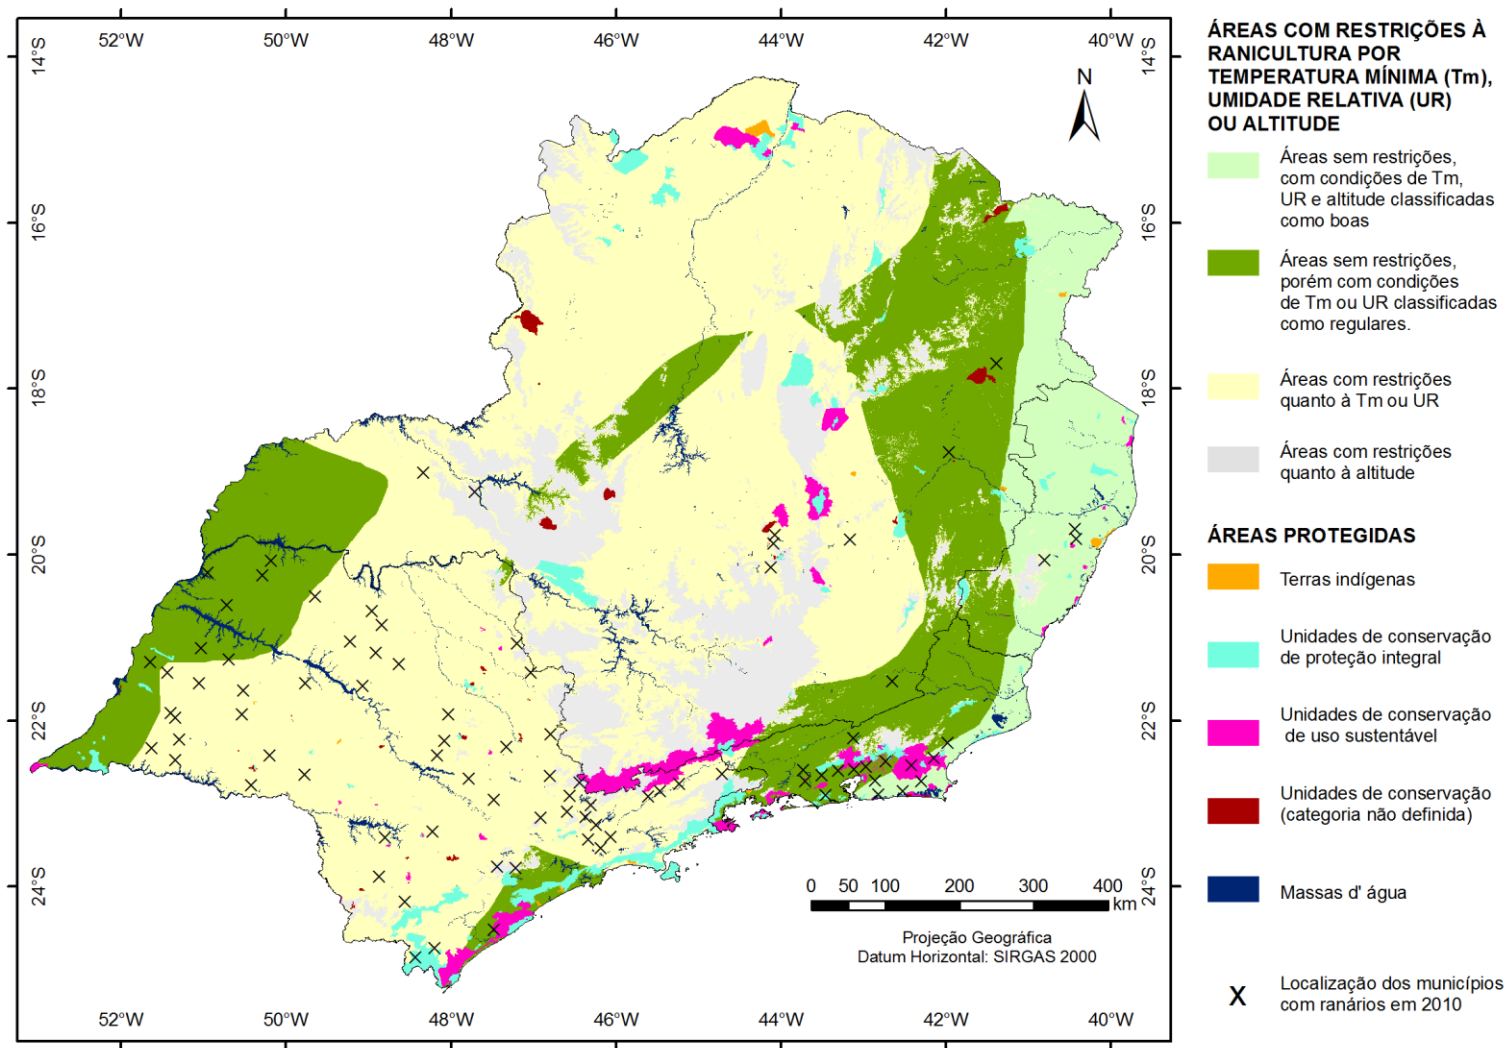 52°W 50°W 48°W 46°W 44°W 42°W 40°W
14°S 14°S
16°S 16°S
18°S 18°S
20°S 20°S
22°S 22°S
24°S 24°S
N
0 50 100 200 300 400
km
Projeção Geográfica
Datum Horizontal: SIRGAS 2000
52°W 50°W 48°W 46°W 44°W 42°W 40°W
ÁREAS COM RESTRIÇÕES À
RANICULTURA POR
TEMPERATURA MÍNIMA (Tm),
UMIDADE RELATIVA (UR)
OU ALTITUDE
Áreas sem restrições,
com condições de Tm,
UR e altitude classificadas
como boas
Áreas sem restrições,
porém com condições
de Tm ou UR classificadas
como regulares.
Áreas com restrições
quanto à Tm ou UR
Áreas com restrições
quanto à altitude
ÁREAS PROTEGIDAS
Terras indígenas
Unidades de conservação
de proteção integral
Unidades de conservação
de uso sustentável
Unidades de conservação
(categoria não definida)
Massas d' água
X Localização dos municípios
com ranários em 2010